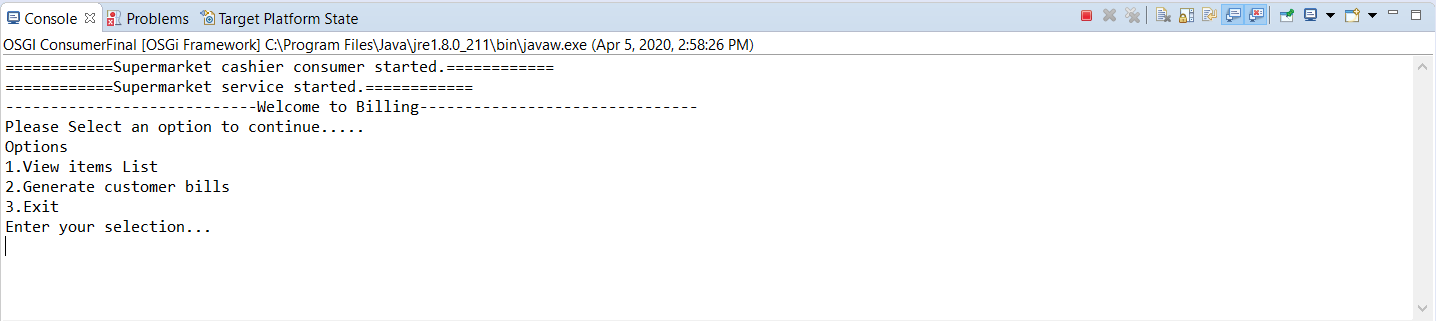 Console Problems Target Platform State
OSGI ConsumerFinal [OSGi Framework] C:\Program Files\Java\jre1.8.0_211\bin\javaw.exe (Apr 5, 2020, 2:58:26 PM)
============Supermarket cashier consumer started.============
============Supermarket service started.============
----------------------------Welcome to Billing-------------------------------
Please Select an option to continue.....
Options
1.View items List
2.Generate customer bills
3.Exit
Enter your selection...